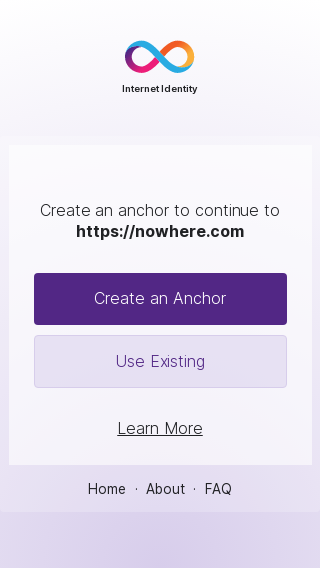 Internet Identity
Create an anchor to continue to
https://nowhere.com
Create an Anchor
Use Existing
Learn More
Home · About · FAQ